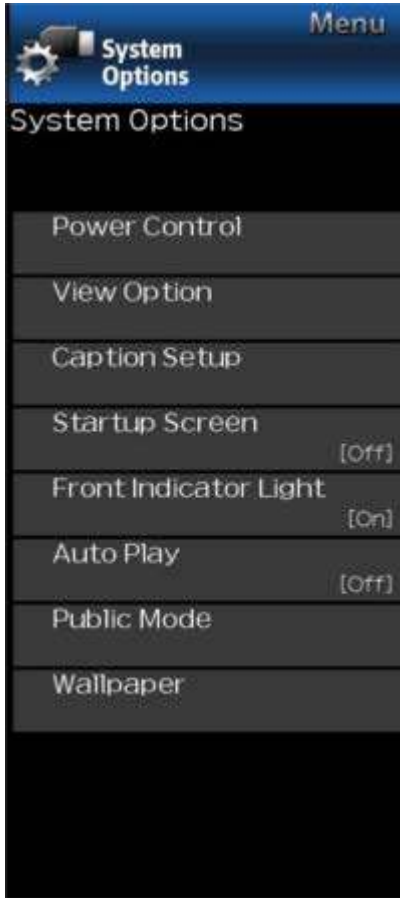 Menu
System
Options
System Options
Power Control
View Option
Caption Setup
Startup Screen
[Off]
Front Indicator Light
[On]
Auto Play
[Off]
Public Mode
Wallpaper